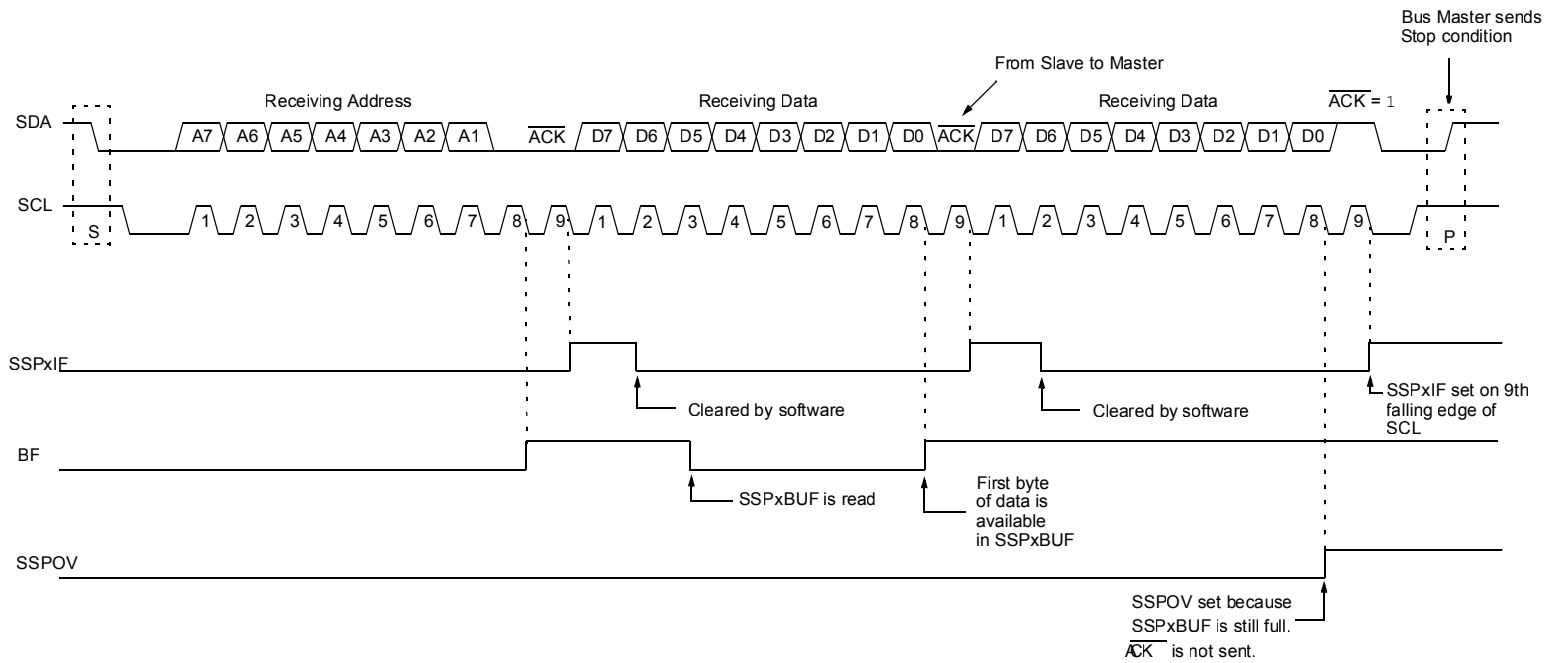 Bus Master sends
Stop condition
From Slave to Master
Receiving Address
Receiving Data
Receiving Data
ACK = 1
SDA
A7 A6 A5 A4 A3 A2 A1 ACK D7 D6 D5 D4 D3 D2 D1 D0 ACK D7 D6 D5 D4 D3 D2 D1 D0
SCL
1 2 3 4 5 6 7 8 9 1 2 3 4 5 6 7 8 9 1 2 3 4 5 6 7 8 9
S
P
SSPxIF
Cleared by software
Cleared by software
SSPxIF set on 9th
falling edge of
SCL
BF
SSPxBUF is read
First byte
of data is
available
in SSPxBUF
SSPOV
SSPOV set because
SSPxBUF is still full.
ACK is not sent.